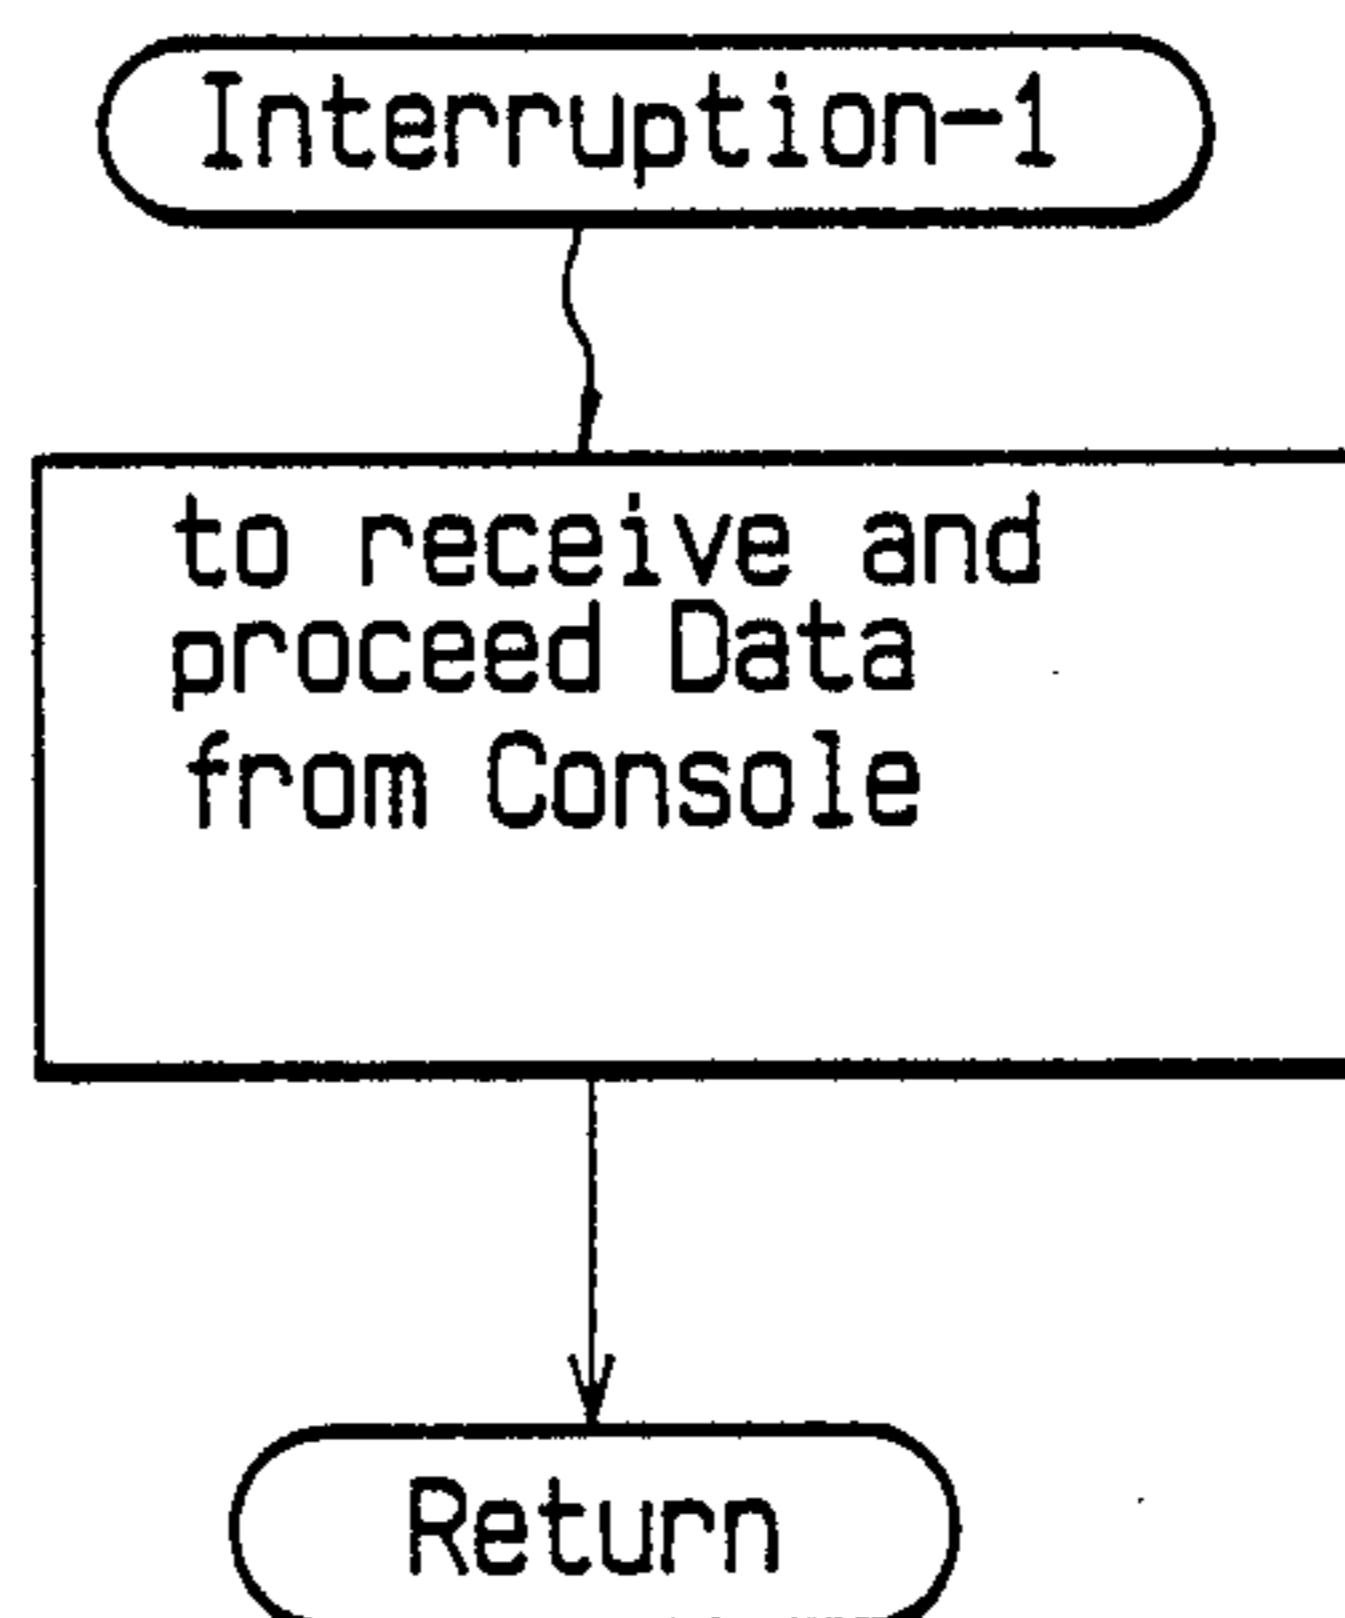 Interruption-1
to receive and
proceed Data
from Console
Return